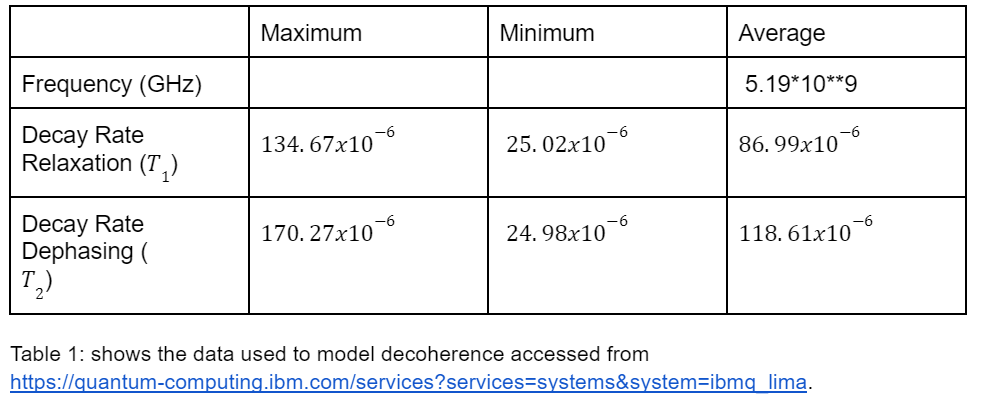 Maximum Minimum Average
Frequency (GHz) 5.19*10**9
Decay Rate
Relaxation (T₁) 134.67x10⁻⁶ 25.02x10⁻⁶ 86.99x10⁻⁶
Decay Rate
Dephasing ( 170.27x10⁻⁶ 24.98x10⁻⁶ 118.61x10⁻⁶
T₂)
Table 1: shows the data used to model decoherence accessed from
https://quantum-computing.ibm.com/services?services=systems&system=ibmq_lima.